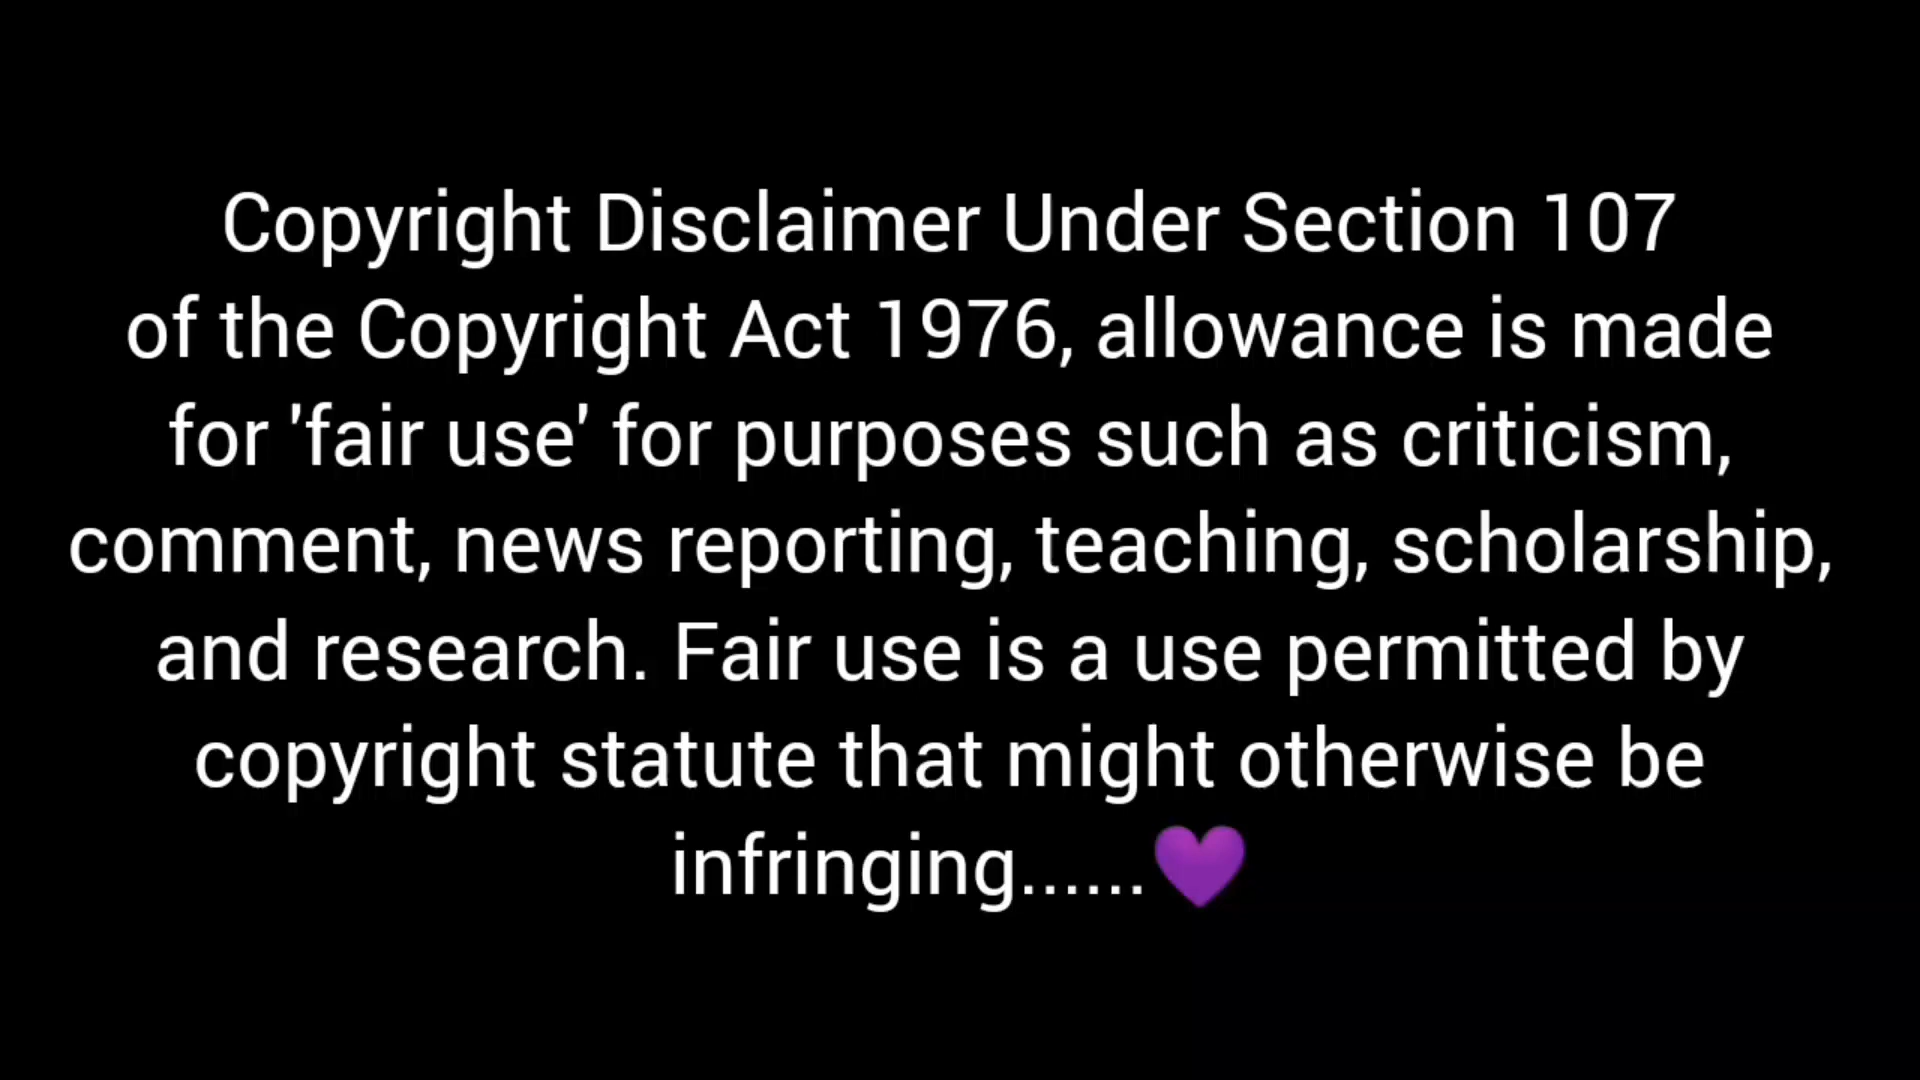 Copyright Disclaimer Under Section 107
of the Copyright Act 1976, allowance is made
for 'fair use' for purposes such as criticism,
comment, news reporting, teaching, scholarship,
and research. Fair use is a use permitted by
copyright statute that might otherwise be
infringing......💜